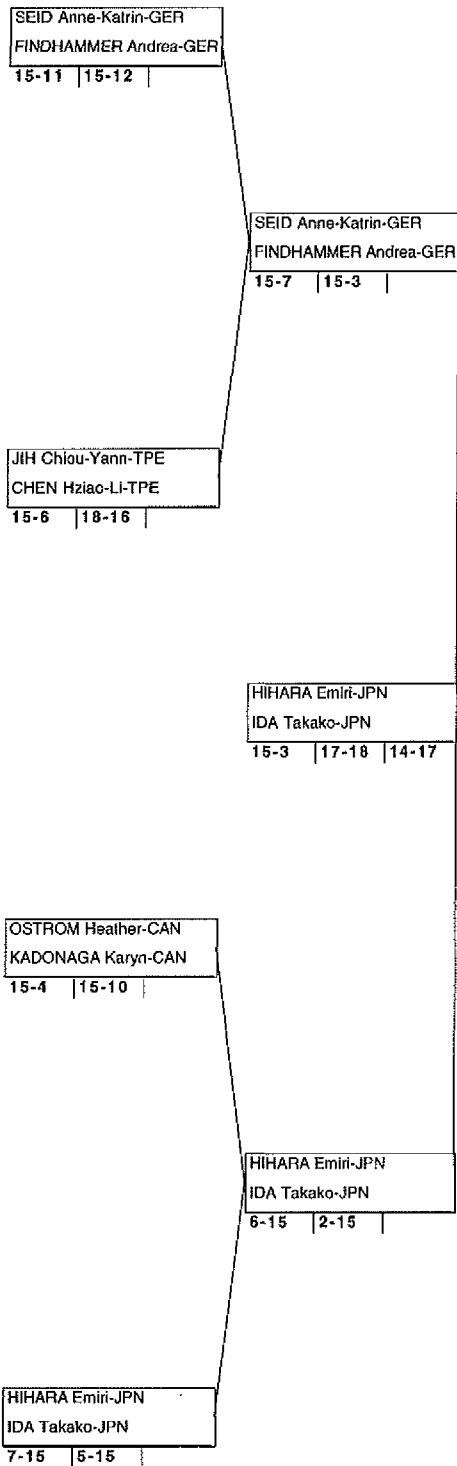 SEID Anne-Katrin-GER
FINDHAMMER Andrea-GER
15-11 15-12
SEID Anne-Katrin-GER
FINDHAMMER Andrea-GER
15-7 15-3
JIH Chiou-Yann-TPE
CHEN Hziao-Li-TPE
15-6 18-16
HIHARA Emiri-JPN
IDA Takako-JPN
15-3 17-18 14-17
OSTROM Heather-CAN
KADONAGA Karyn-CAN
15-4 15-10
HIHARA Emiri-JPN
IDA Takako-JPN
6-15 2-15
HIHARA Emiri-JPN
IDA Takako-JPN
7-15 5-15